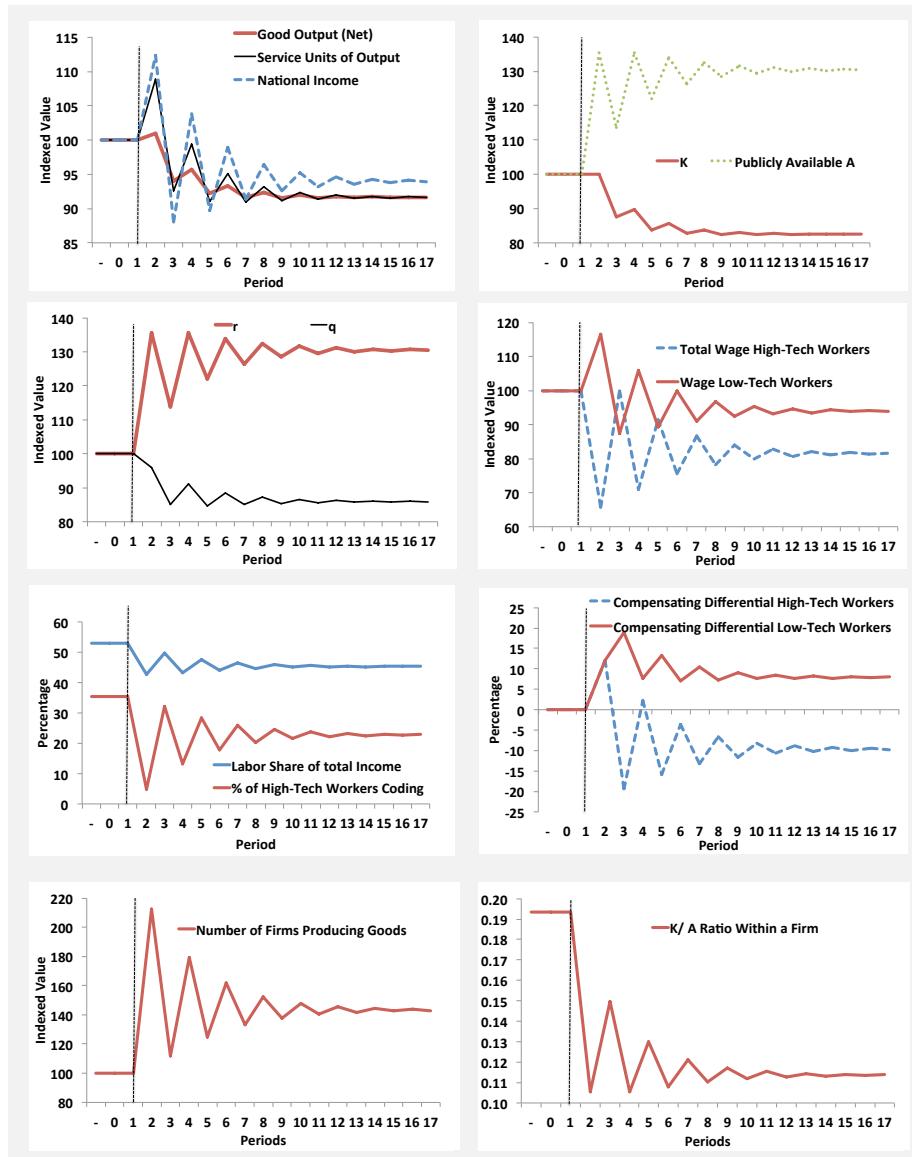 Good Output (Net)
Service Units of Output
National Income
115
110
105
100
95
90
85
Indexed Value
- 0 1 2 3 4 5 6 7 8 9 10 11 12 13 14 15 16 17
Period
140
130
120
110
100
90
80
Indexed Value
K Publicly Available A
- 0 1 2 3 4 5 6 7 8 9 10 11 12 13 14 15 16 17
Period
r q
140
130
120
110
100
90
80
Indexed Value
- 0 1 2 3 4 5 6 7 8 9 10 11 12 13 14 15 16 17
Period
120
110
100
90
80
70
60
Indexed Value
Total Wage High-Tech Workers
Wage Low-Tech Workers
- 0 1 2 3 4 5 6 7 8 9 10 11 12 13 14 15 16 17
Period
60
50
40
30
20
10
0
Percentage
Labor Share of total Income
% of High-Tech Workers Coding
- 0 1 2 3 4 5 6 7 8 9 10 11 12 13 14 15 16 17
Period
Compensating Differential High-Tech Workers
Compensating Differential Low-Tech Workers
25
20
15
10
5
0
-5
-10
-15
-20
-25
Percentage
- 0 1 2 3 4 5 6 7 8 9 10 11 12 13 14 15 16 17
Period
220
200
180
160
140
120
100
80
Indexed Value
Number of Firms Producing Goods
- 0 1 2 3 4 5 6 7 8 9 10 11 12 13 14 15 16 17
Periods
0.20
0.19
0.18
0.17
0.16
0.15
0.14
0.13
0.12
0.11
0.10
K/ A Ratio Within a Firm
- 0 1 2 3 4 5 6 7 8 9 10 11 12 13 14 15 16 17
Periods